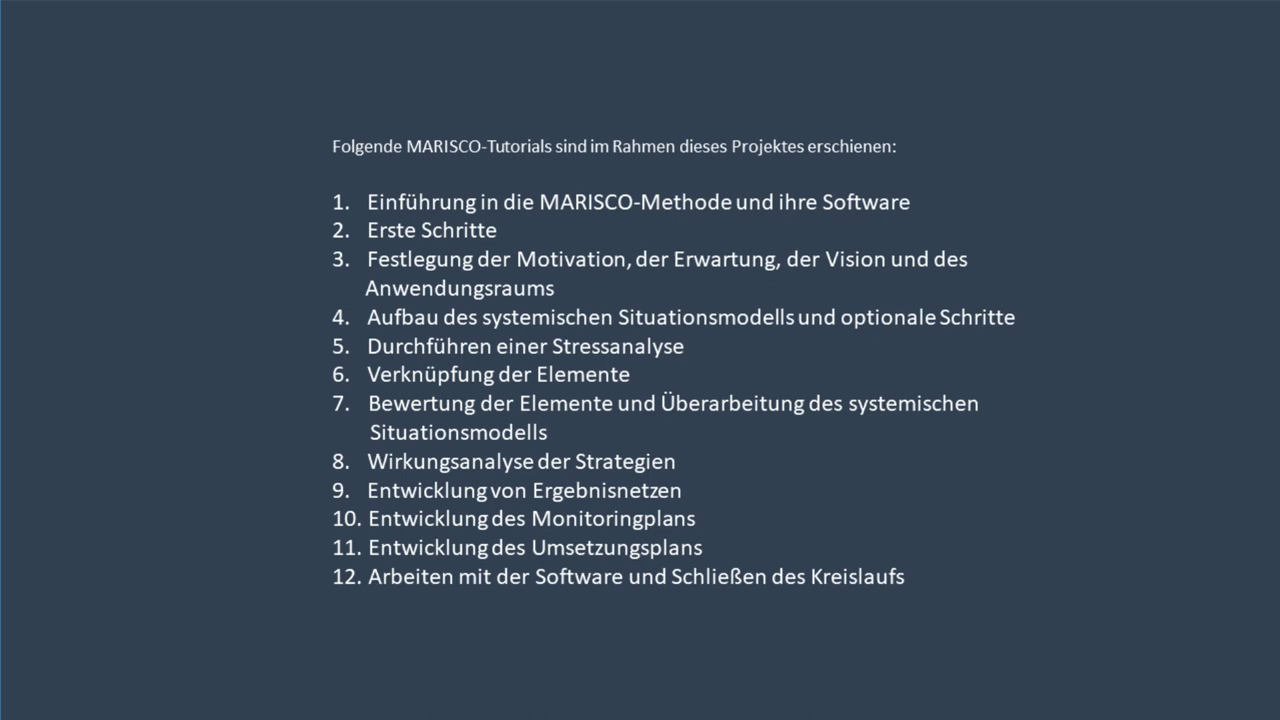 Folgende MARISCO-Tutorials sind im Rahmen dieses Projektes erschienen:
1. Einführung in die MARISCO-Methode und ihre Software
2. Erste Schritte
3. Festlegung der Motivation, der Erwartung, der Vision und des
Anwendungsraums
4. Aufbau des systemischen Situationsmodells und optionale Schritte
5. Durchführen einer Stressanalyse
6. Verknüpfung der Elemente
7. Bewertung der Elemente und Überarbeitung des systemischen
Situationsmodells
8. Wirkungsanalyse der Strategien
9. Entwicklung von Ergebnisnetzen
10. Entwicklung des Monitoringplans
11. Entwicklung des Umsetzungsplans
12. Arbeiten mit der Software und Schließen des Kreislaufs